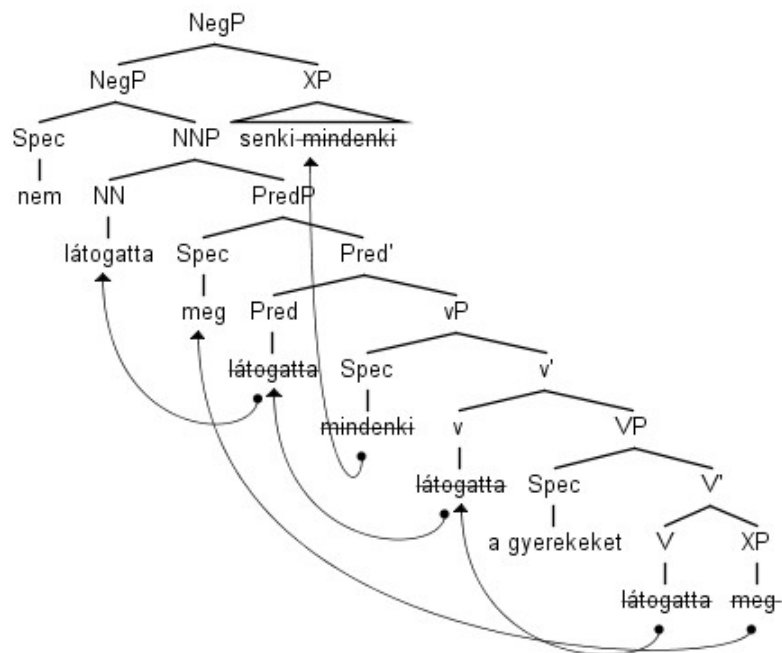 NegP
NegP XP
Spec NNP senki mindenki
nem NN PredP
látogatta Spec Pred'
meg Pred vP
látogatta Spec v'
mindenki v VP
látogatta Spec V'
a gyerekeket V XP
látogatta meg